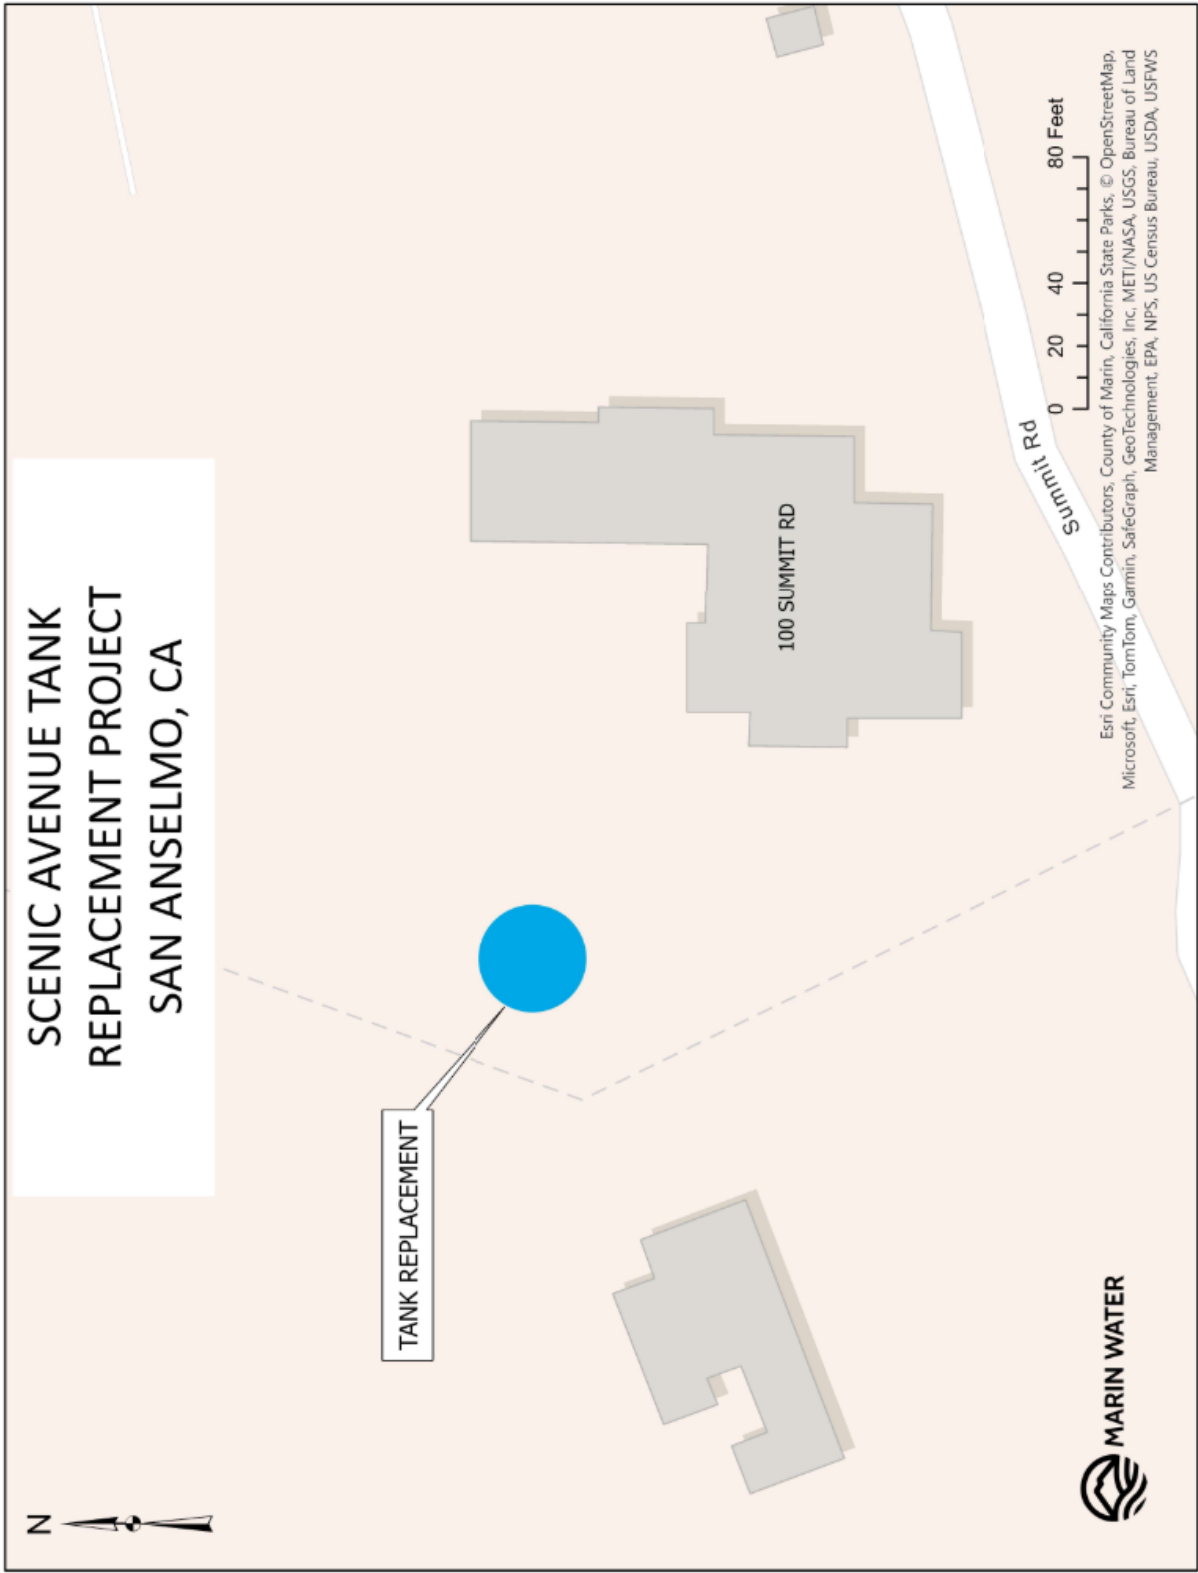 SCENIC AVENUE TANK
REPLACEMENT PROJECT
SAN ANSELMO, CA
N
TANK REPLACEMENT
100 SUMMIT RD
Summit Rd
0 20 40 80 Feet
Esri Community Maps Contributors, County of Marin, California State Parks, © OpenStreetMap,
Microsoft, Esri, TomTom, Garmin, SafeGraph, GeoTechnologies, Inc, METI/NASA, USGS, Bureau of Land
Management, EPA, NPS, US Census Bureau, USDA, USFWS
MARIN WATER